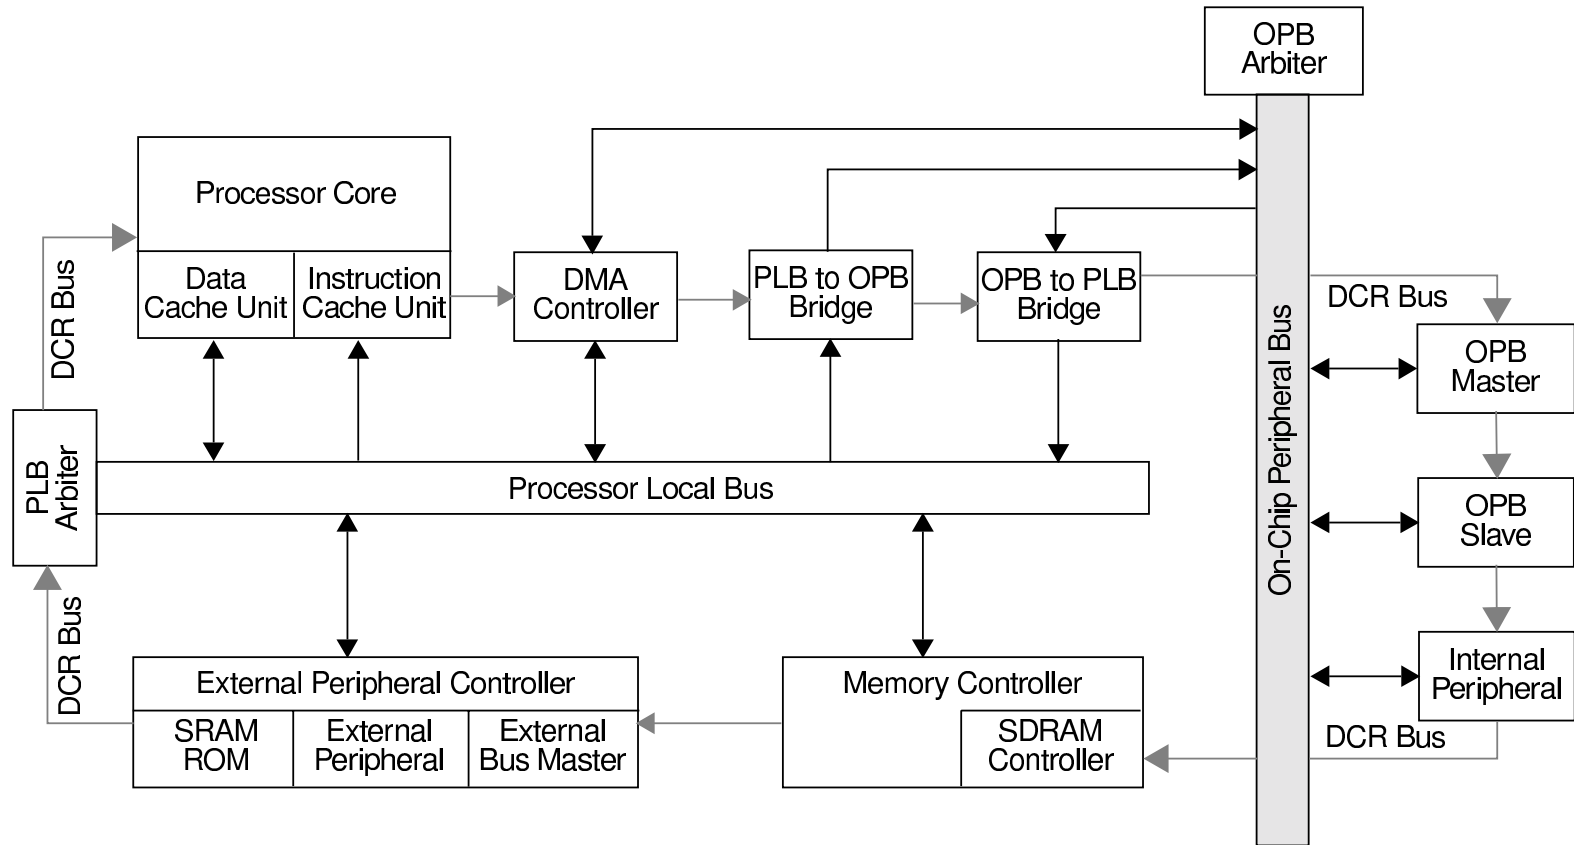 OPB
Arbiter
Processor Core
Data
Cache Unit
Instruction
Cache Unit
DMA
Controller
PLB to OPB
Bridge
OPB to PLB
Bridge
DCR Bus
DCR Bus
OPB
Master
On-Chip Peripheral Bus
PLB
Arbiter
Processor Local Bus
OPB
Slave
DCR Bus
External Peripheral Controller
SRAM
ROM
External
Peripheral
External
Bus Master
Memory Controller
SDRAM
Controller
Internal
Peripheral
DCR Bus